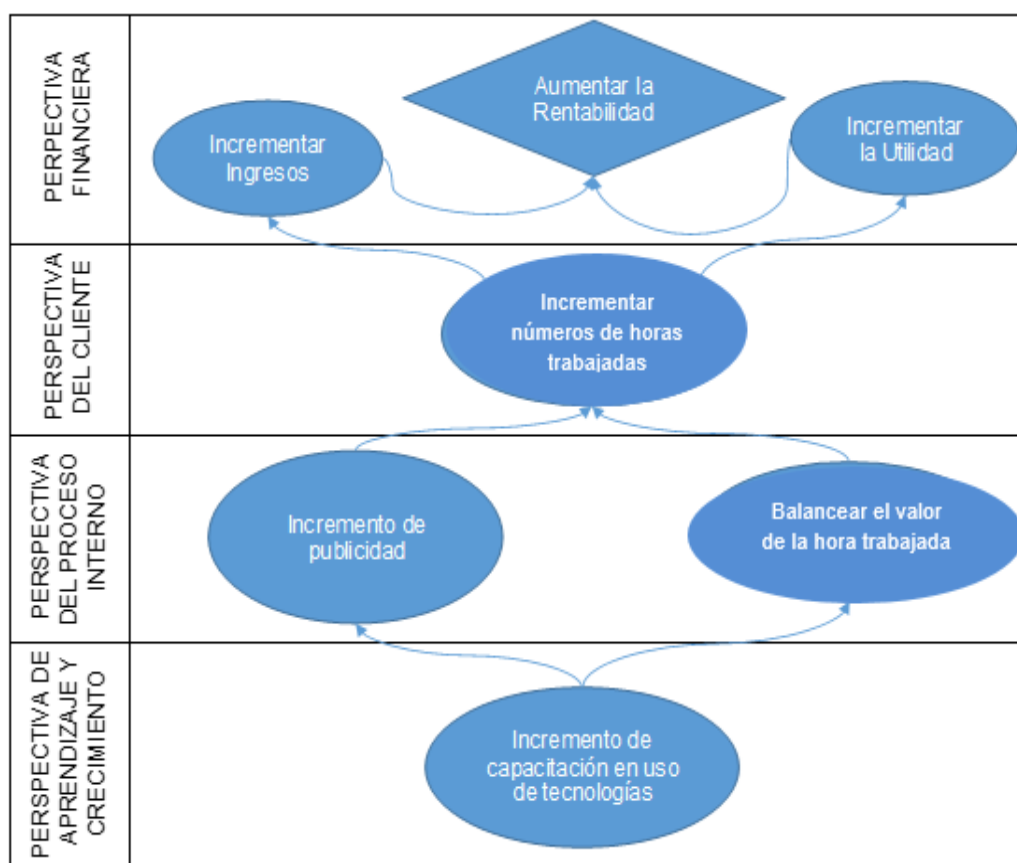 PERPECTIVA
FINANCIERA
Aumentar la
Rentabilidad
Incrementar
Ingresos
Incrementar
la Utilidad
PERSPECTIVA
DEL CLIENTE
Incrementar
números de horas
trabajadas
PERSPECTIVA
DEL PROCESO
INTERNO
Incremento de
publicidad
Balancear el valor
de la hora trabajada
PERSPECTIVA DE
APRENDIZAJE Y
CRECIMIENTO
Incremento de
capacitación en uso
de tecnologías